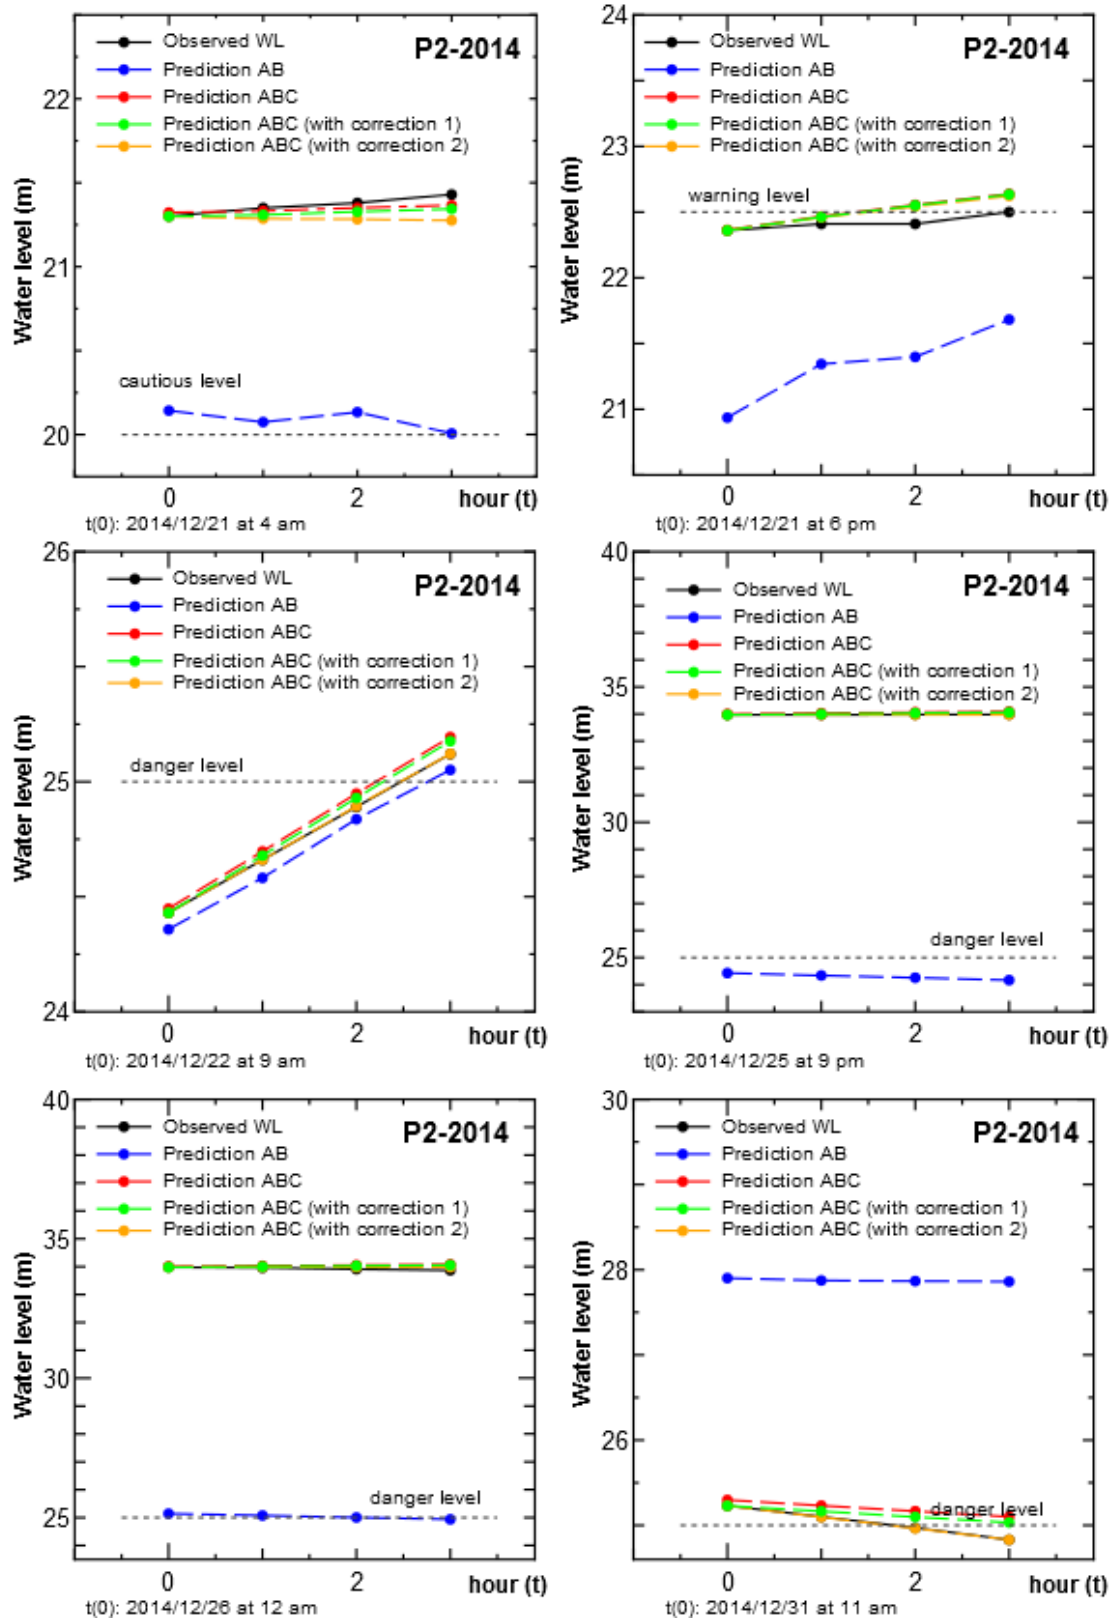 Observed WL
P2-2014
Prediction AB
Prediction ABC
Prediction ABC (with correction 1)
Prediction ABC (with correction 2)
22
21
20
Water level (m)
cautious level
0
2
hour (t)
t(0): 2014/12/21 at 4 am
24
Observed WL
P2-2014
Prediction AB
Prediction ABC
Prediction ABC (with correction 1)
Prediction ABC (with correction 2)
23
22
21
Water level (m)
warning level
0
2
hour (t)
t(0): 2014/12/21 at 6 pm
26
Observed WL
P2-2014
Prediction AB
Prediction ABC
Prediction ABC (with correction 1)
Prediction ABC (with correction 2)
25
24
Water level (m)
danger level
0
2
hour (t)
t(0): 2014/12/22 at 9 am
40
Observed WL
P2-2014
Prediction AB
Prediction ABC
Prediction ABC (with correction 1)
Prediction ABC (with correction 2)
35
30
25
Water level (m)
danger level
0
2
hour (t)
t(0): 2014/12/25 at 9 pm
40
Observed WL
P2-2014
Prediction AB
Prediction ABC
Prediction ABC (with correction 1)
Prediction ABC (with correction 2)
35
30
25
Water level (m)
danger level
0
2
hour (t)
t(0): 2014/12/26 at 12 am
30
Observed WL
P2-2014
Prediction AB
Prediction ABC
Prediction ABC (with correction 1)
Prediction ABC (with correction 2)
28
26
Water level (m)
danger level
0
2
hour (t)
t(0): 2014/12/31 at 11 am